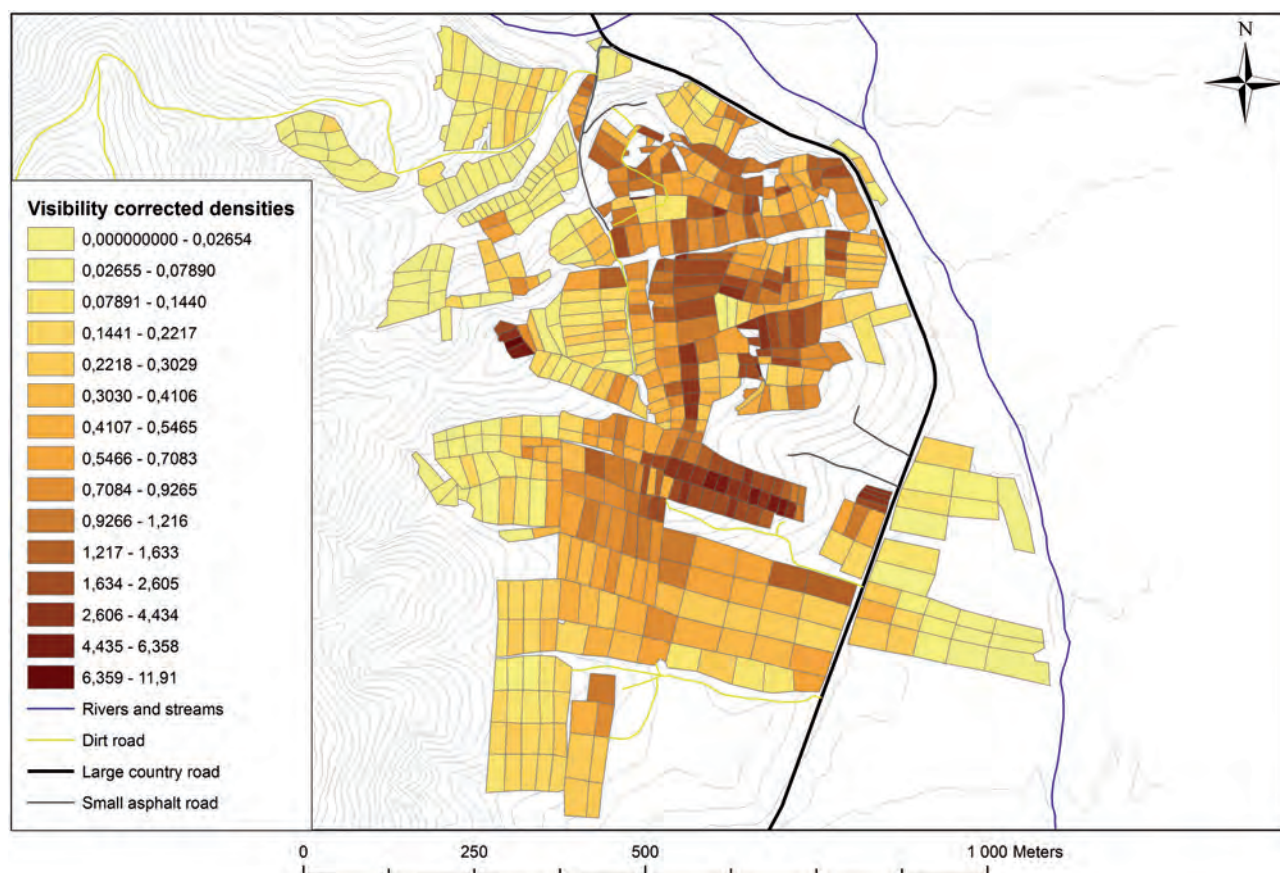 N
Visibility corrected densities
0,000000000 - 0,02654
0,02655 - 0,07890
0,07891 - 0,1440
0,1441 - 0,2217
0,2218 - 0,3029
0,3030 - 0,4106
0,4107 - 0,5465
0,5466 - 0,7083
0,7084 - 0,9265
0,9266 - 1,216
1,217 - 1,633
1,634 - 2,605
2,606 - 4,434
4,435 - 6,358
6,359 - 11,91
Rivers and streams
Dirt road
Large country road
Small asphalt road
0 250 500 1 000 Meters